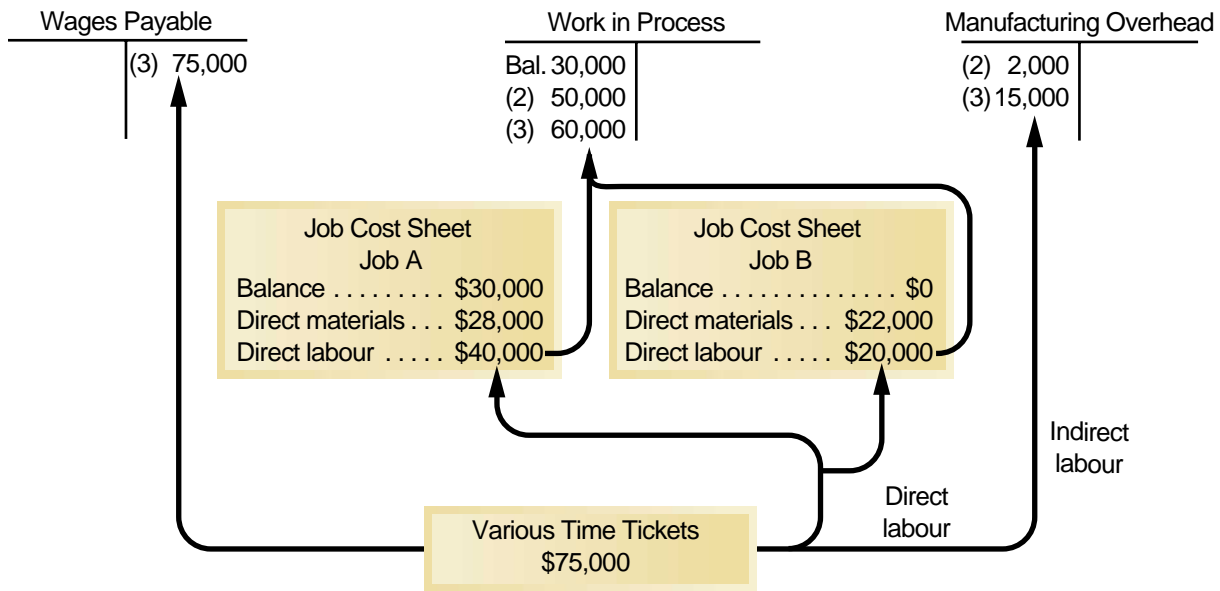 Wages Payable
(3) 75,000
Work in Process
Bal. 30,000
(2) 50,000
(3) 60,000
Manufacturing Overhead
(2) 2,000
(3) 15,000
Job Cost Sheet
Job A
Balance . . . . . . . . . $30,000
Direct materials . . . $28,000
Direct labour . . . . . $40,000
Job Cost Sheet
Job B
Balance . . . . . . . . . . . . . . $0
Direct materials . . . $22,000
Direct labour . . . . . $20,000
Indirect
labour
Direct
labour
Various Time Tickets
$75,000